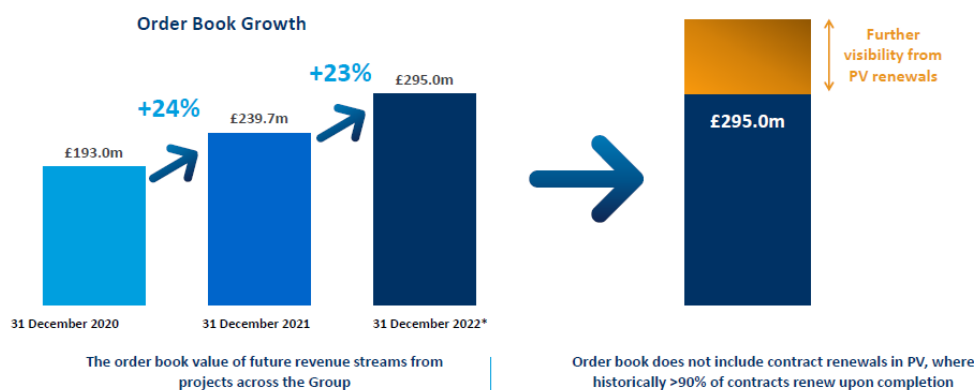 Order Book Growth
+24%
+23%
£193.0m
£239.7m
£295.0m
31 December 2020
31 December 2021
31 December 2022*
The order book value of future revenue streams from
projects across the Group
Further
visibility from
PV renewals
£295.0m
Order book does not include contract renewals in PV, where
historically >90% of contracts renew upon completion